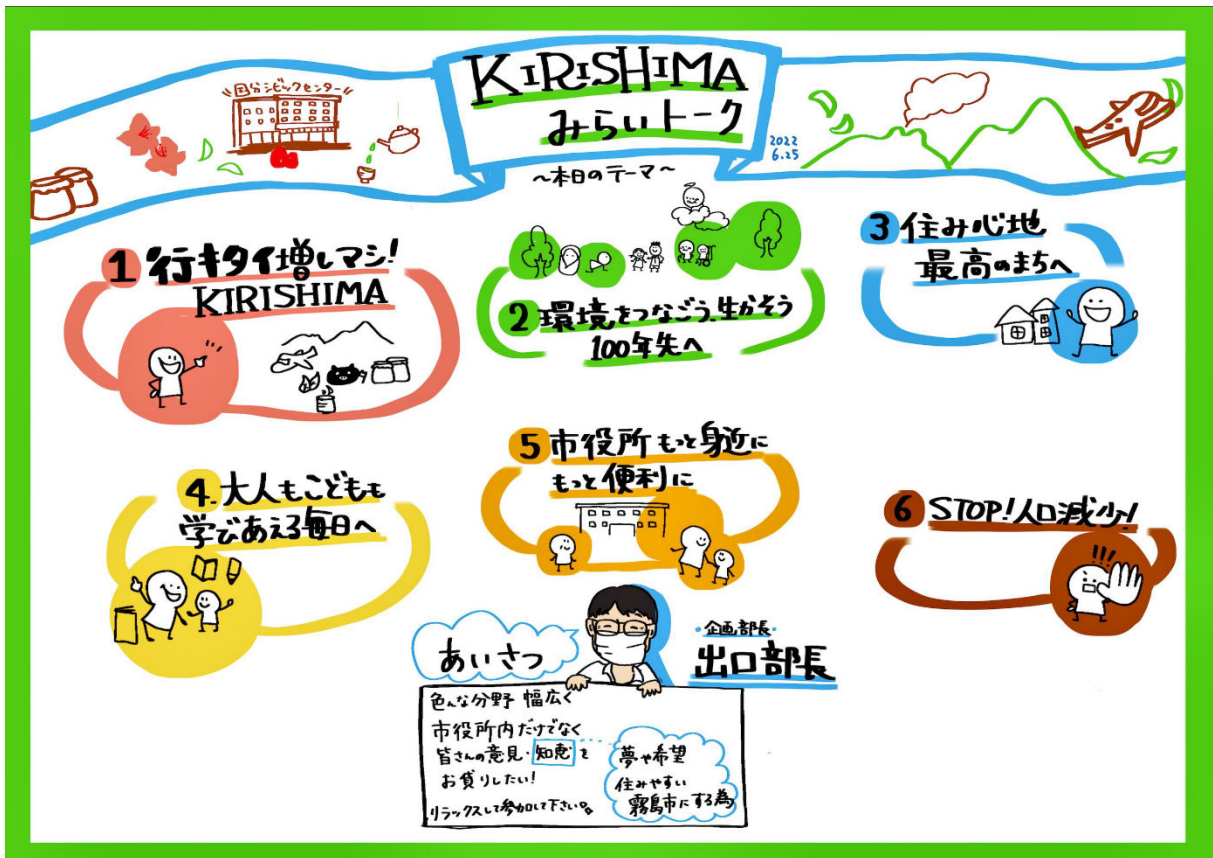 国分シビックセンター
KIRISHIMA
みらいトーク
2022
6.25
~本日のテーマ~
1 行キタイ増しマシ!
KIRISHIMA
2 環境をつなごう、生かそう
100年先へ
3 住み心地
最高のまちへ
4. 大人もこどもも
学びあえる毎日へ
5 市役所もっと身近に
もっと便利に
6 STOP!人口減少!
!!!
あいさつ
・企画部長・
出口部長
色んな分野 幅広く
市役所内だけでなく
皆さんの意見・知恵を
お貸りしたい!
リラックスして参加して下さい。
夢や希望
住みやすい
霧島市にする為